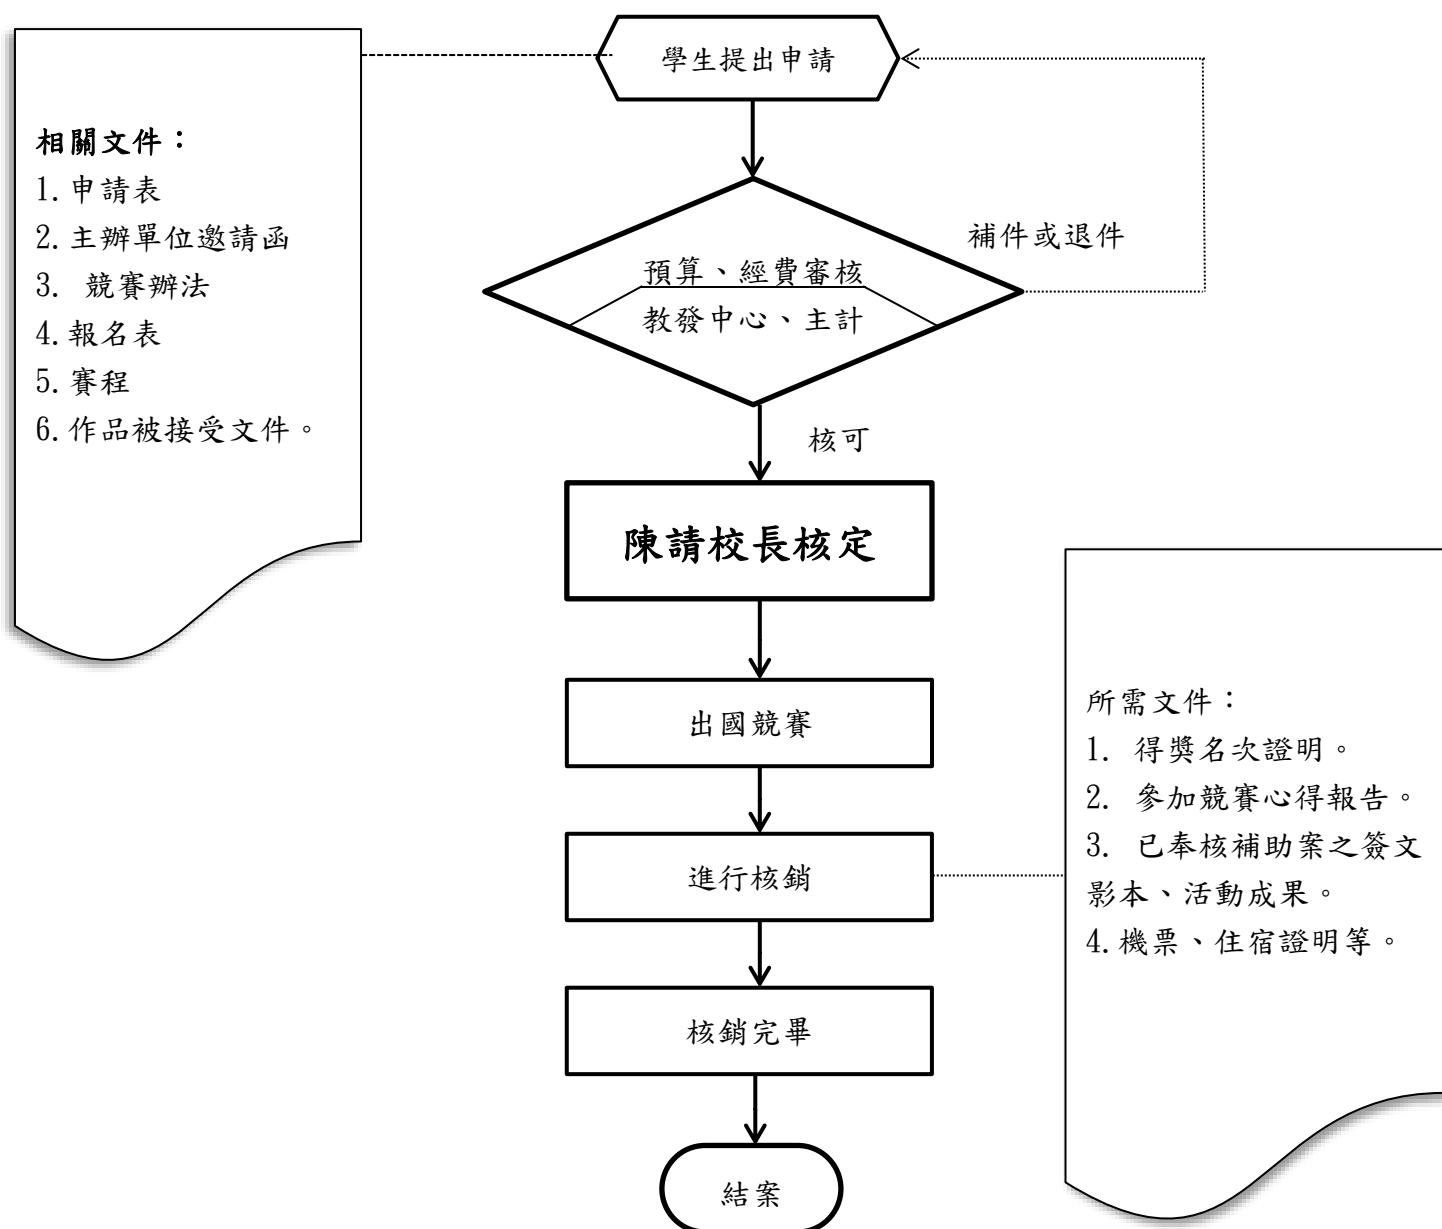 學生提出申請
相關文件：
1.申請表
2.主辦單位邀請函
3. 競賽辦法
4.報名表
5.賽程
6.作品被接受文件。
補件或退件
預算、經費審核
教發中心、主計
核可
陳請校長核定
出國競賽
進行核銷
所需文件：
1. 得獎名次證明。
2. 參加競賽心得報告。
3. 已奉核補助案之簽文
影本、活動成果。
4.機票、住宿證明等。
核銷完畢
結案